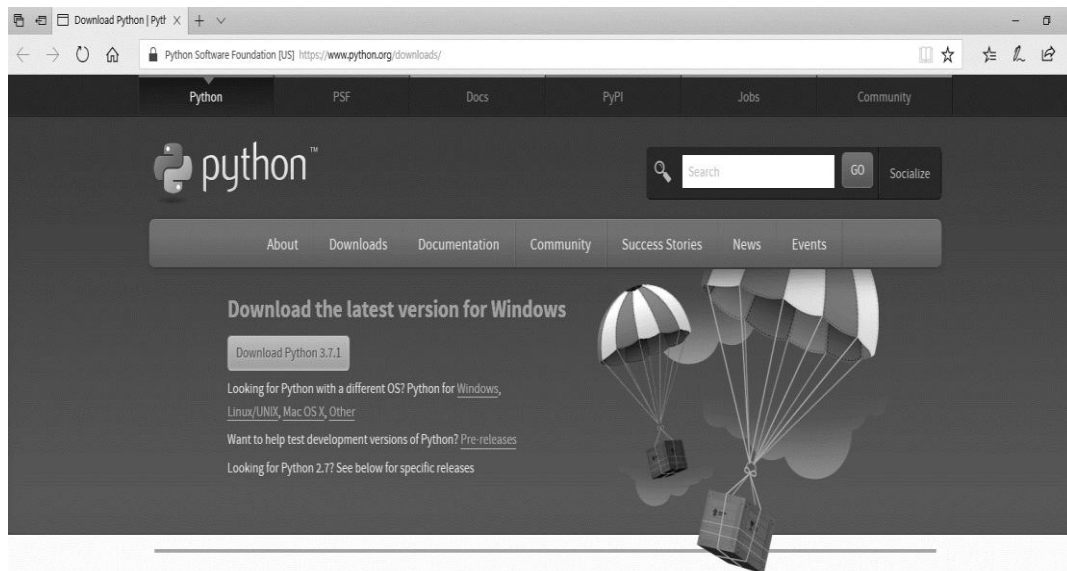 Download Python | Pyth
Python Software Foundation [US] https://www.python.org/downloads/
Python PSF Docs PyPI Jobs Community
python™
Search GO Socialize
About Downloads Documentation Community Success Stories News Events
Download the latest version for Windows
Download Python 3.7.1
Looking for Python with a different OS? Python for Windows,
Linux/UNIX, Mac OS X, Other
Want to help test development versions of Python? Pre-releases
Looking for Python 2.7? See below for specific releases